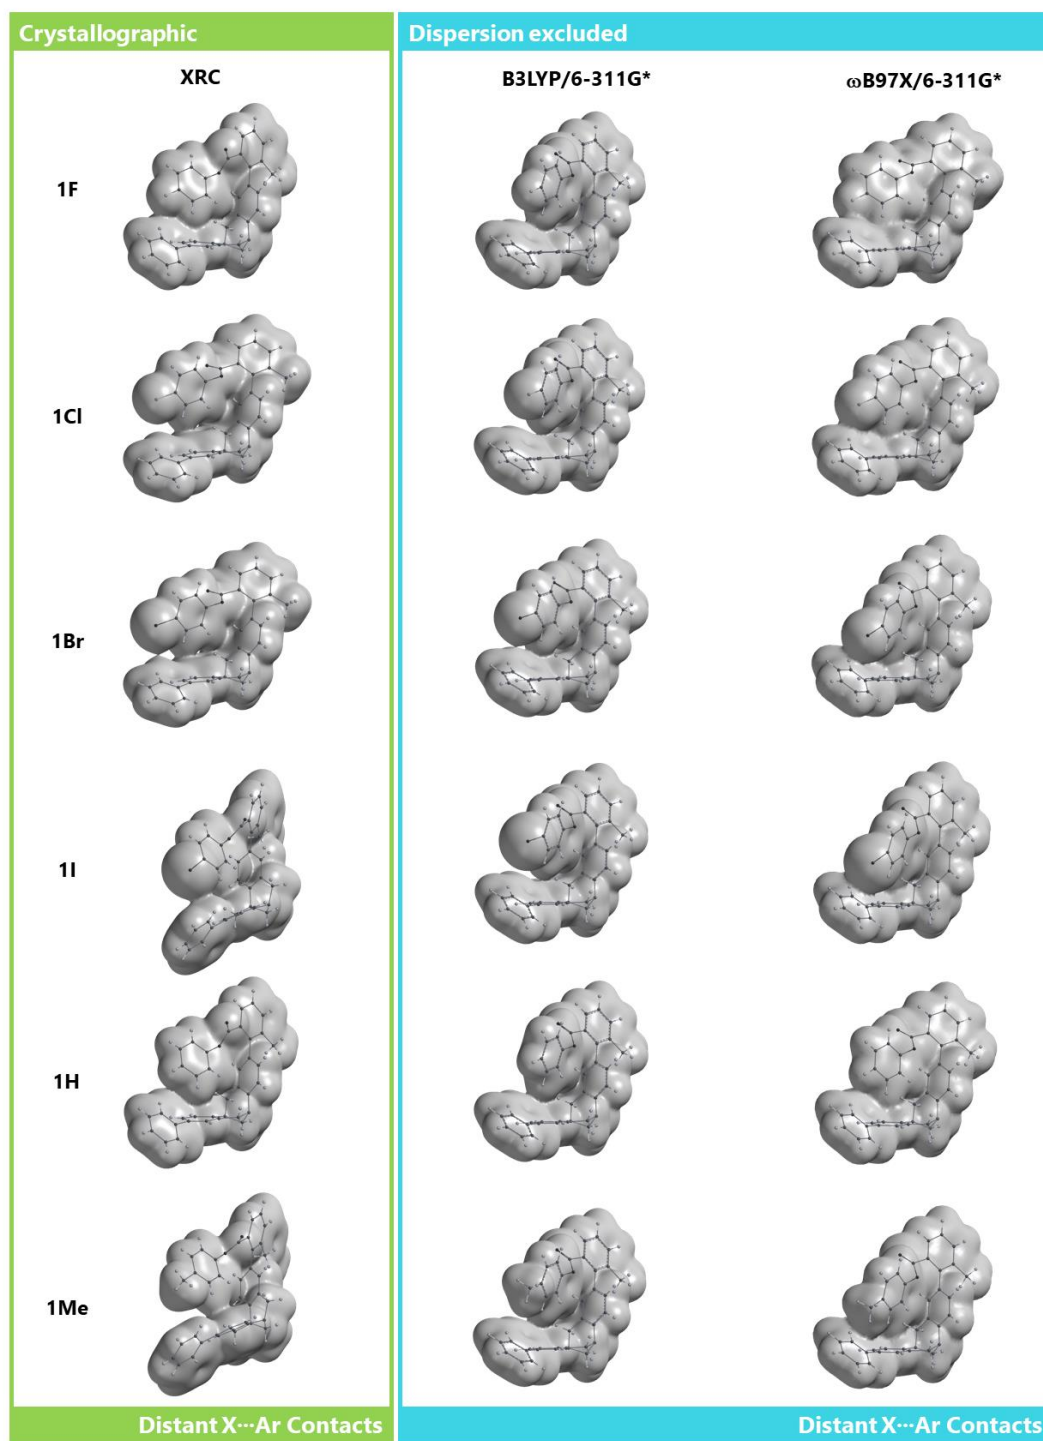 Crystallographic
Dispersion excluded
XRC
B3LYP/6-311G*
ωB97X/6-311G*
1F
1Cl
1Br
1I
1H
1Me
Distant X···Ar Contacts
Distant X···Ar Contacts